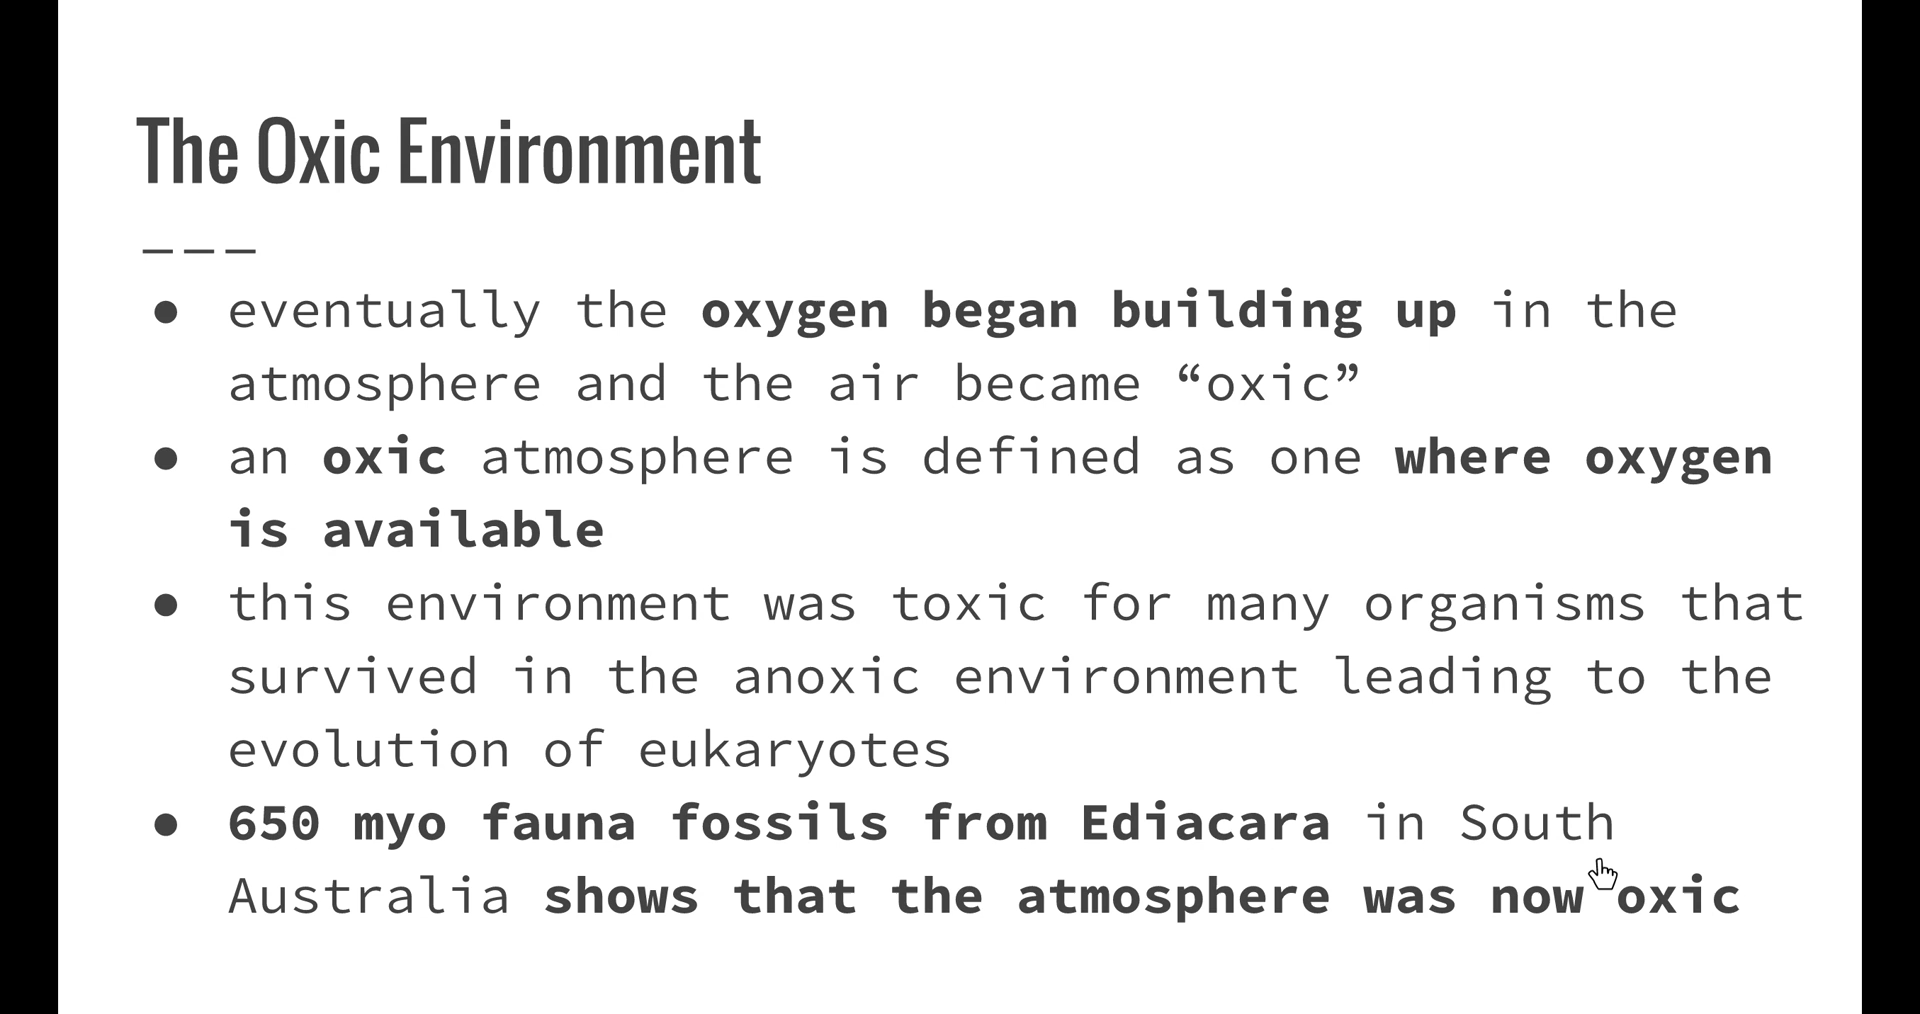 The Oxic Environment
● eventually the oxygen began building up in the
atmosphere and the air became “oxic”
● an oxic atmosphere is defined as one where oxygen
is available
● this environment was toxic for many organisms that
survived in the anoxic environment leading to the
evolution of eukaryotes
● 650 myo fauna fossils from Ediacara in South
Australia shows that the atmosphere was now oxic